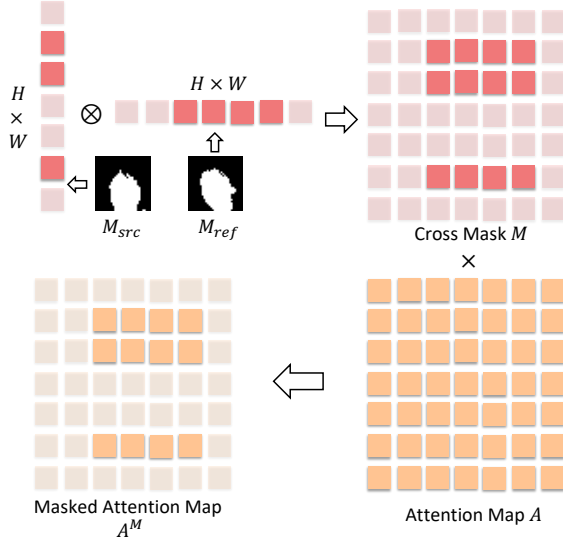 H
×
W
⊗
H × W
M_src
M_ref
Cross Mask M
×
Masked Attention Map
A^M
Attention Map A